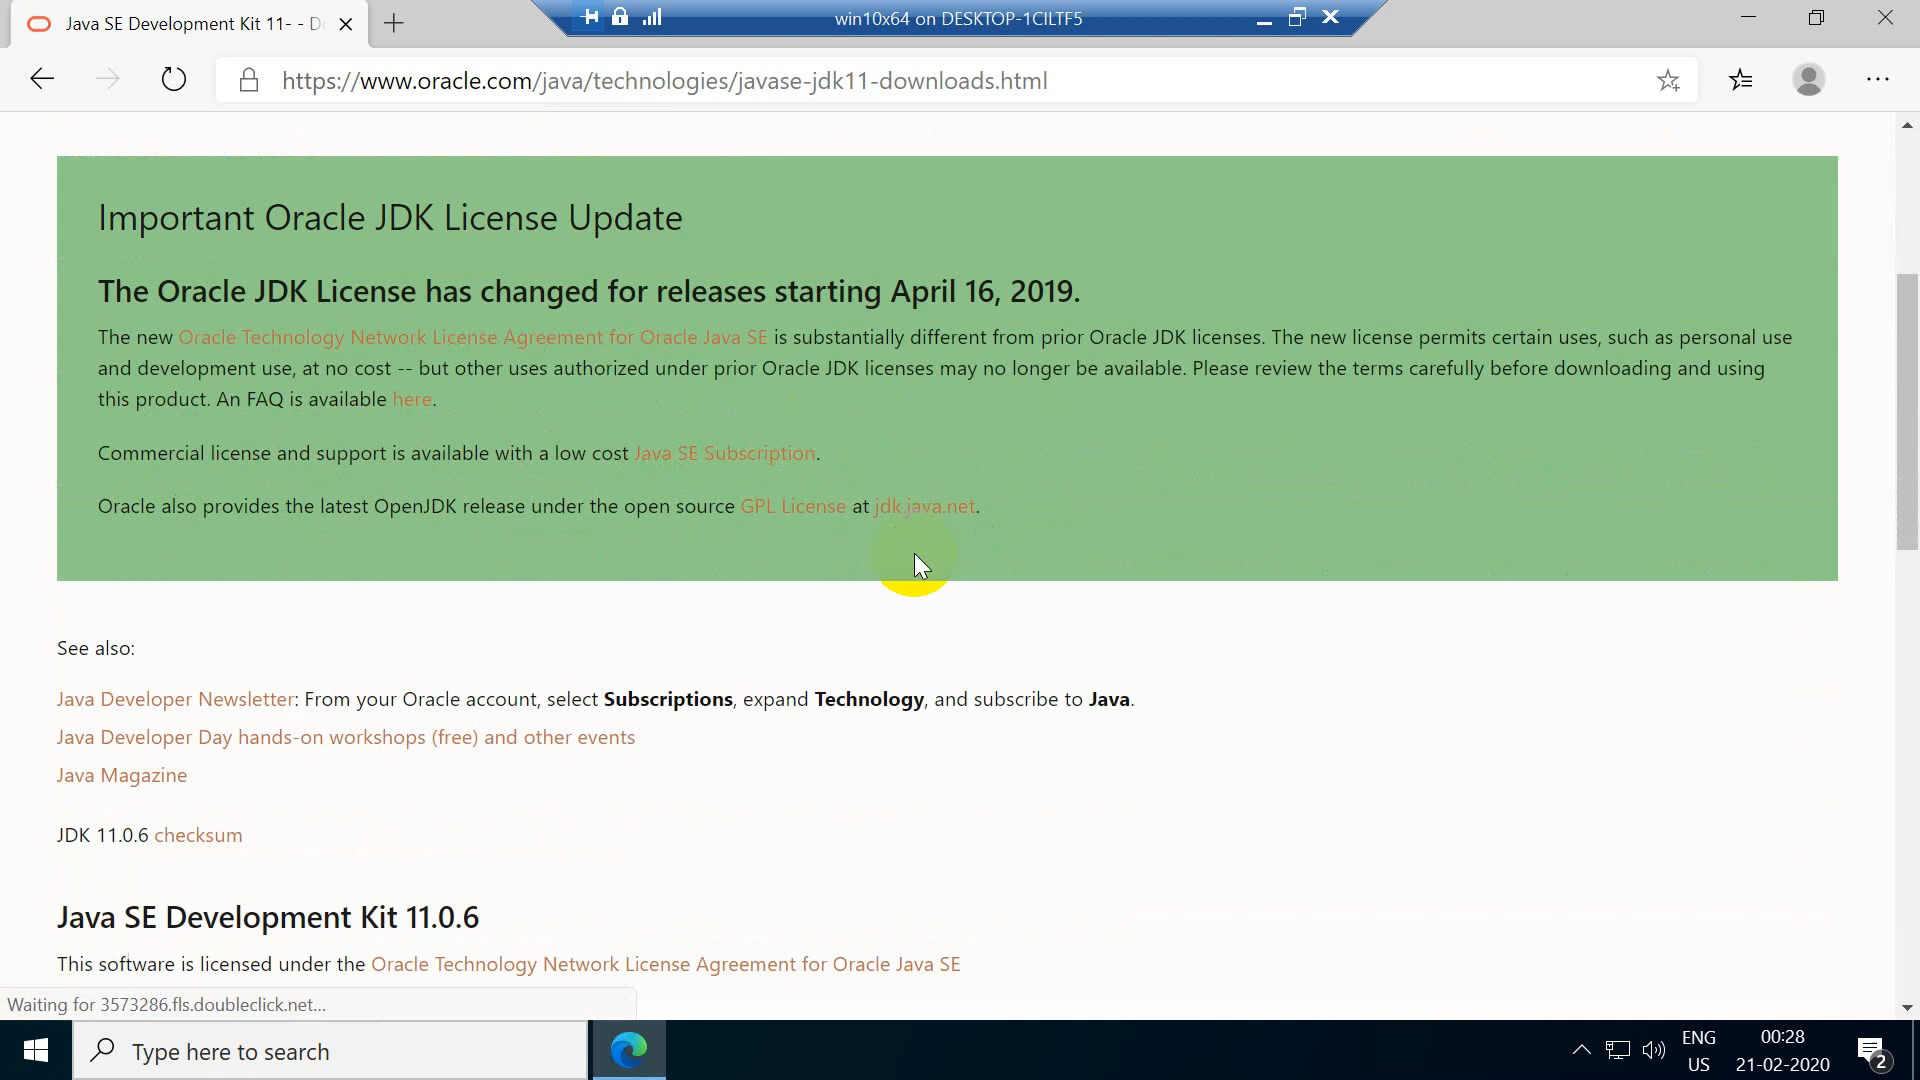 Java SE Development Kit 11- - D
win10x64 on DESKTOP-1CILTF5
https://www.oracle.com/java/technologies/javase-jdk11-downloads.html
Important Oracle JDK License Update
The Oracle JDK License has changed for releases starting April 16, 2019.
The new Oracle Technology Network License Agreement for Oracle Java SE is substantially different from prior Oracle JDK licenses. The new license permits certain uses, such as personal use
and development use, at no cost -- but other uses authorized under prior Oracle JDK licenses may no longer be available. Please review the terms carefully before downloading and using
this product. An FAQ is available here.
Commercial license and support is available with a low cost Java SE Subscription.
Oracle also provides the latest OpenJDK release under the open source GPL License at jdk.java.net.
See also:
Java Developer Newsletter: From your Oracle account, select Subscriptions, expand Technology, and subscribe to Java.
Java Developer Day hands-on workshops (free) and other events
Java Magazine
JDK 11.0.6 checksum
Java SE Development Kit 11.0.6
This software is licensed under the Oracle Technology Network License Agreement for Oracle Java SE
Waiting for 3573286.fls.doubleclick.net...
Type here to search
ENG
US
00:28
21-02-2020
2